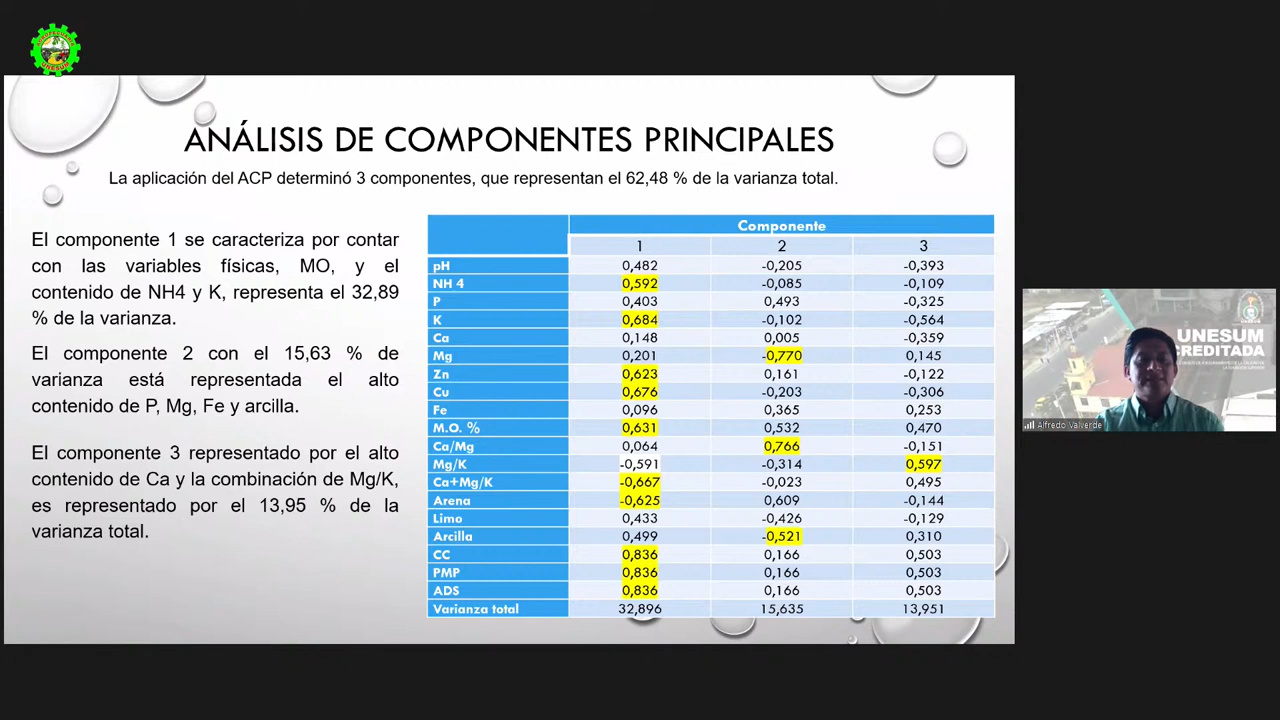 UNESUM
ANÁLISIS DE COMPONENTES PRINCIPALES
La aplicación del ACP determinó 3 componentes, que representan el 62,48 % de la varianza total.
El componente 1 se caracteriza por contar
con las variables físicas, MO, y el
contenido de NH4 y K, representa el 32,89
% de la varianza.
El componente 2 con el 15,63 % de
varianza está representada el alto
contenido de P, Mg, Fe y arcilla.
El componente 3 representado por el alto
contenido de Ca y la combinación de Mg/K,
es representado por el 13,95 % de la
varianza total.
Componente
1 2 3
pH 0,482 -0,205 -0,393
NH 4 0,592 -0,085 -0,109
P 0,403 0,493 -0,325
K 0,684 -0,102 -0,564
Ca 0,148 0,005 -0,359
Mg 0,201 -0,770 0,145
Zn 0,623 0,161 -0,122
Cu 0,676 -0,203 -0,306
Fe 0,096 0,365 0,253
M.O. % 0,631 0,532 0,470
Ca/Mg 0,064 0,766 -0,151
Mg/K -0,591 -0,314 0,597
Ca+Mg/K -0,667 -0,023 0,495
Arena -0,625 0,609 -0,144
Limo 0,433 -0,426 -0,129
Arcilla 0,499 -0,521 0,310
CC 0,836 0,166 0,503
PMP 0,836 0,166 0,503
ADS 0,836 0,166 0,503
Varianza total 32,896 15,635 13,951
UNESUM
CREDITADA
Alfredo Valverde